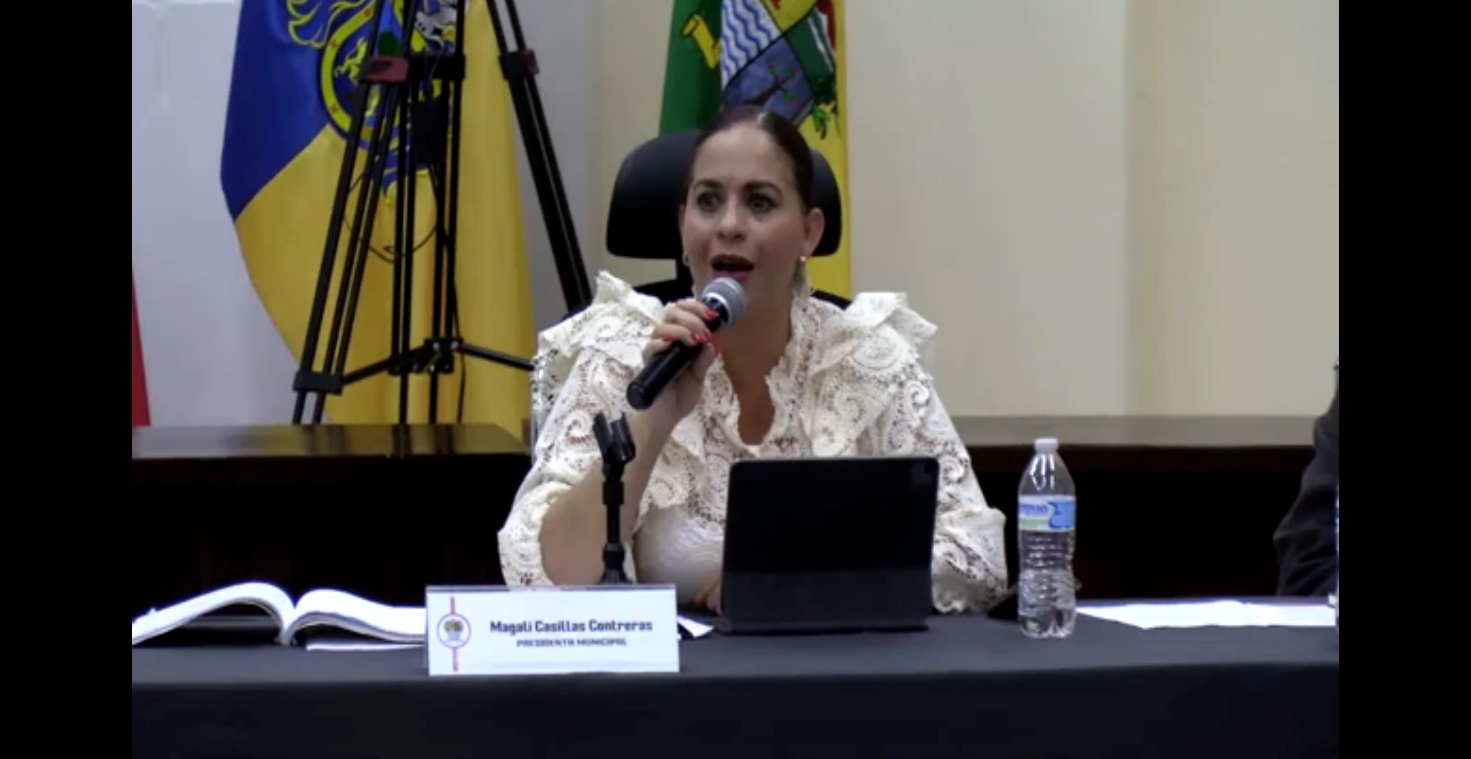 Magali Casillas Contreras
PRESIDENTA MUNICIPAL